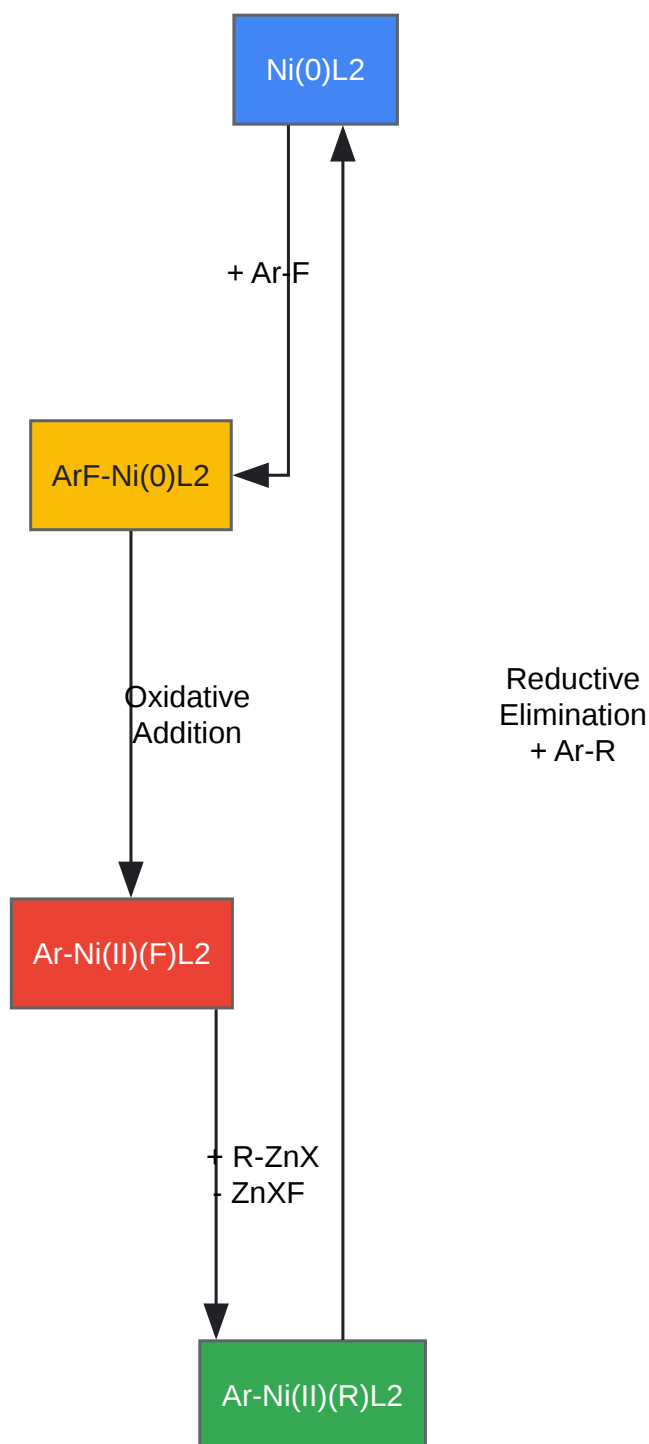 Ni(0)L2
+ Ar-F
ArF-Ni(0)L2
Oxidative
Addition
Reductive
Elimination
+ Ar-R
Ar-Ni(II)(F)L2
+ R-ZnX
- ZnXF
Ar-Ni(II)(R)L2